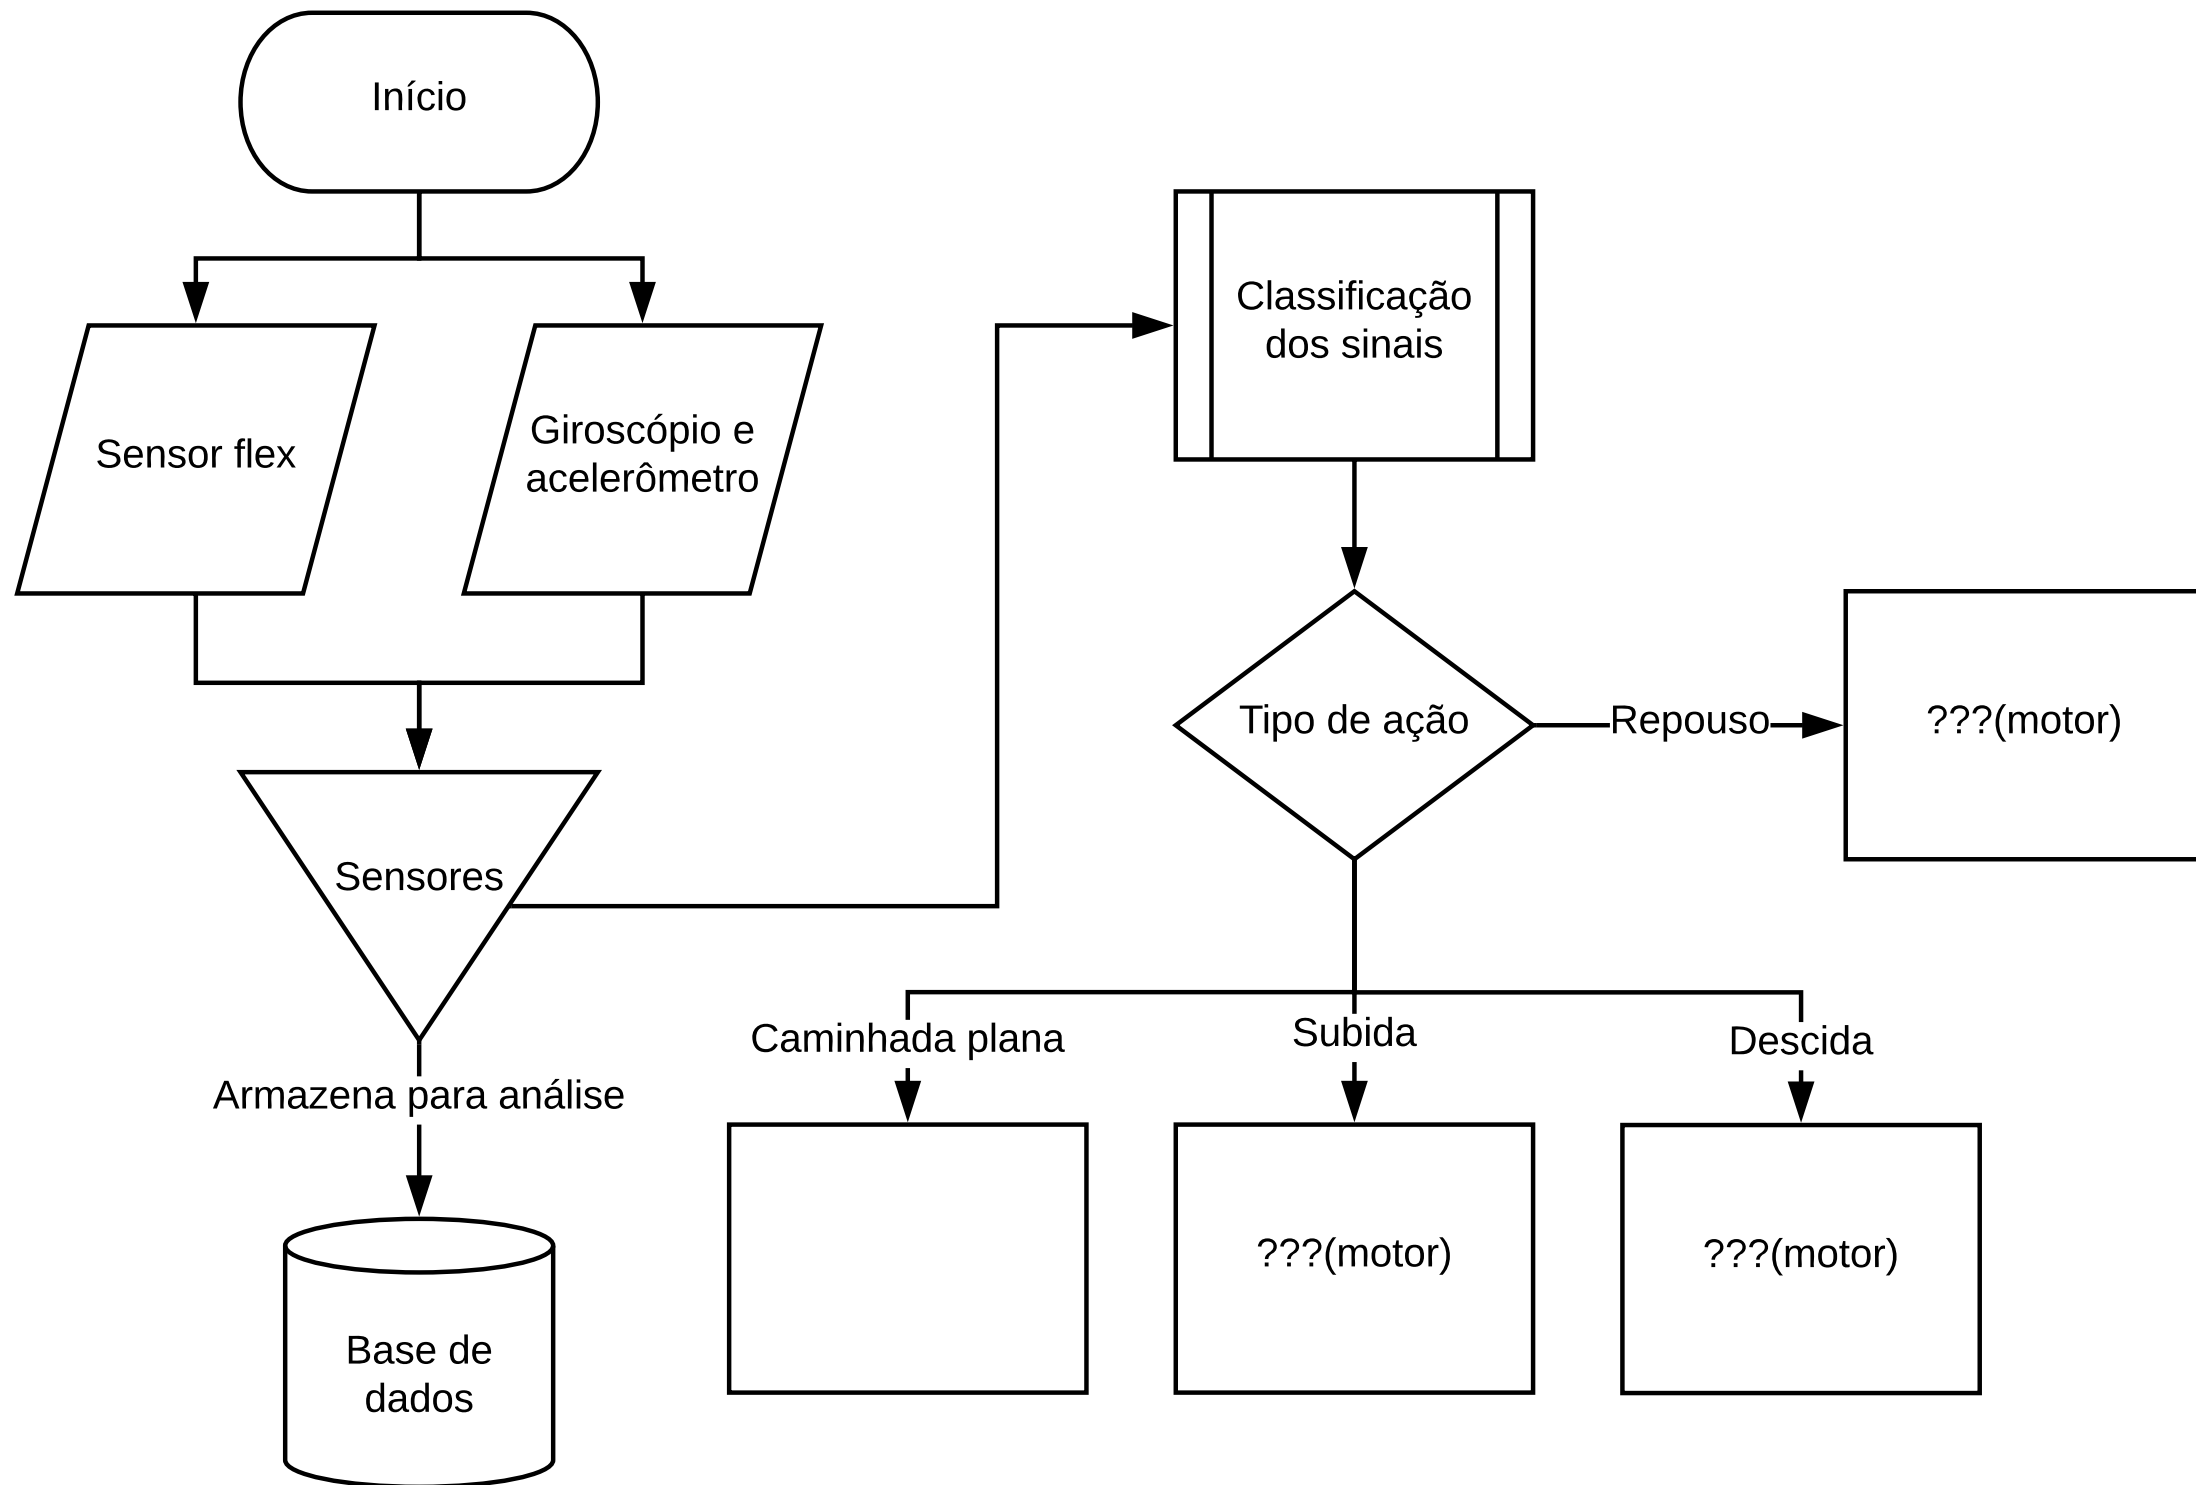 Início
Sensor flex
Giroscópio e
acelerômetro
Sensores
Armazena para análise
Base de
dados
Classificação
dos sinais
Tipo de ação
Repouso
???(motor)
Caminhada plana
Subida
Descida
???(motor)
???(motor)